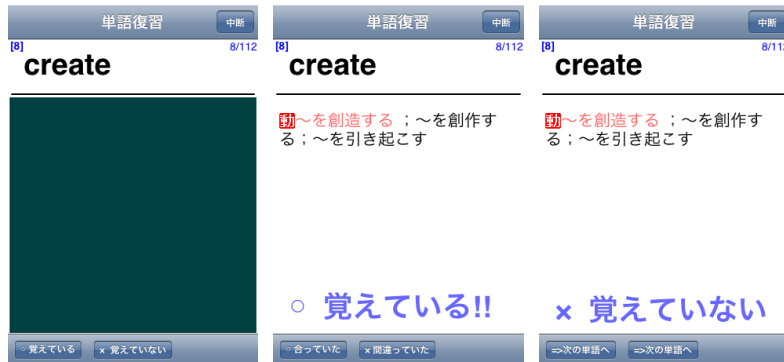 単語復習
中断
[8]
8/112
create
○覚えている
× 覚えていない
単語復習
中断
[8]
8/112
create
動～を創造する ；～を創作す
る；～を引き起こす
○ 覚えている!!
○合っていた
×間違っていた
単語復習
中断
[8]
8/112
create
動～を創造する ；～を創作す
る；～を引き起こす
× 覚えていない
=>次の単語へ
=>次の単語へ